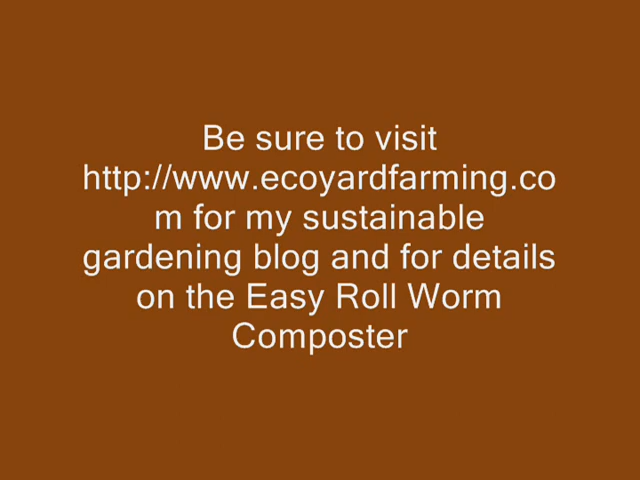 Be sure to visit
http://www.ecoyardfarming.co
m for my sustainable
gardening blog and for details
on the Easy Roll Worm
Composter